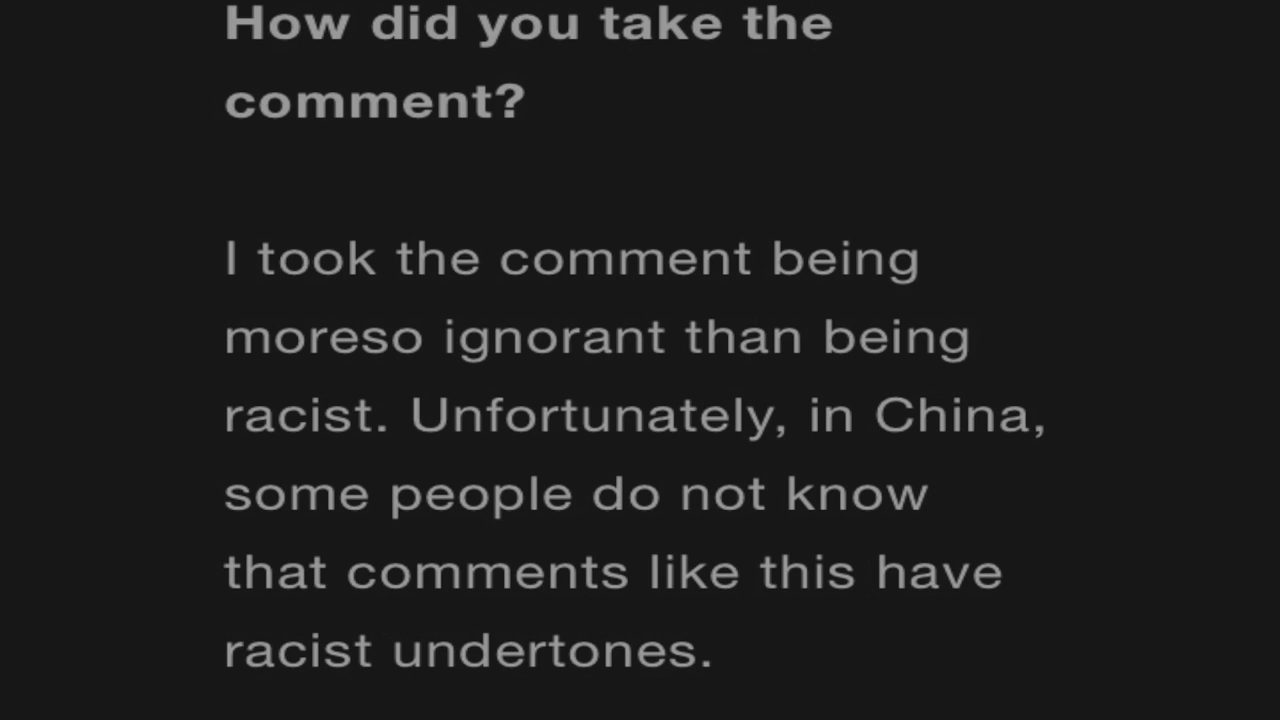 How did you take the
comment?
I took the comment being
moreso ignorant than being
racist. Unfortunately, in China,
some people do not know
that comments like this have
racist undertones.